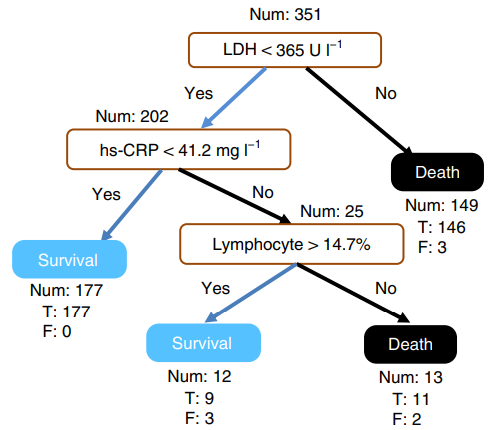 Num: 351
LDH < 365 U l⁻¹
Yes
No
Num: 202
hs-CRP < 41.2 mg l⁻¹
Death
Num: 149
T: 146
F: 3
Yes
No
Num: 25
Lymphocyte > 14.7%
Survival
Num: 177
T: 177
F: 0
Yes
No
Survival
Num: 12
T: 9
F: 3
Death
Num: 13
T: 11
F: 2